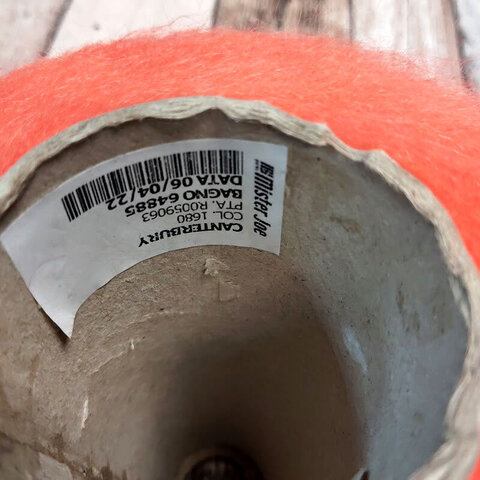 Mister Joe
CANTERBURY
COL. 1680
PTA. R0059063
BAGNO 64885
DATA 06/04/22